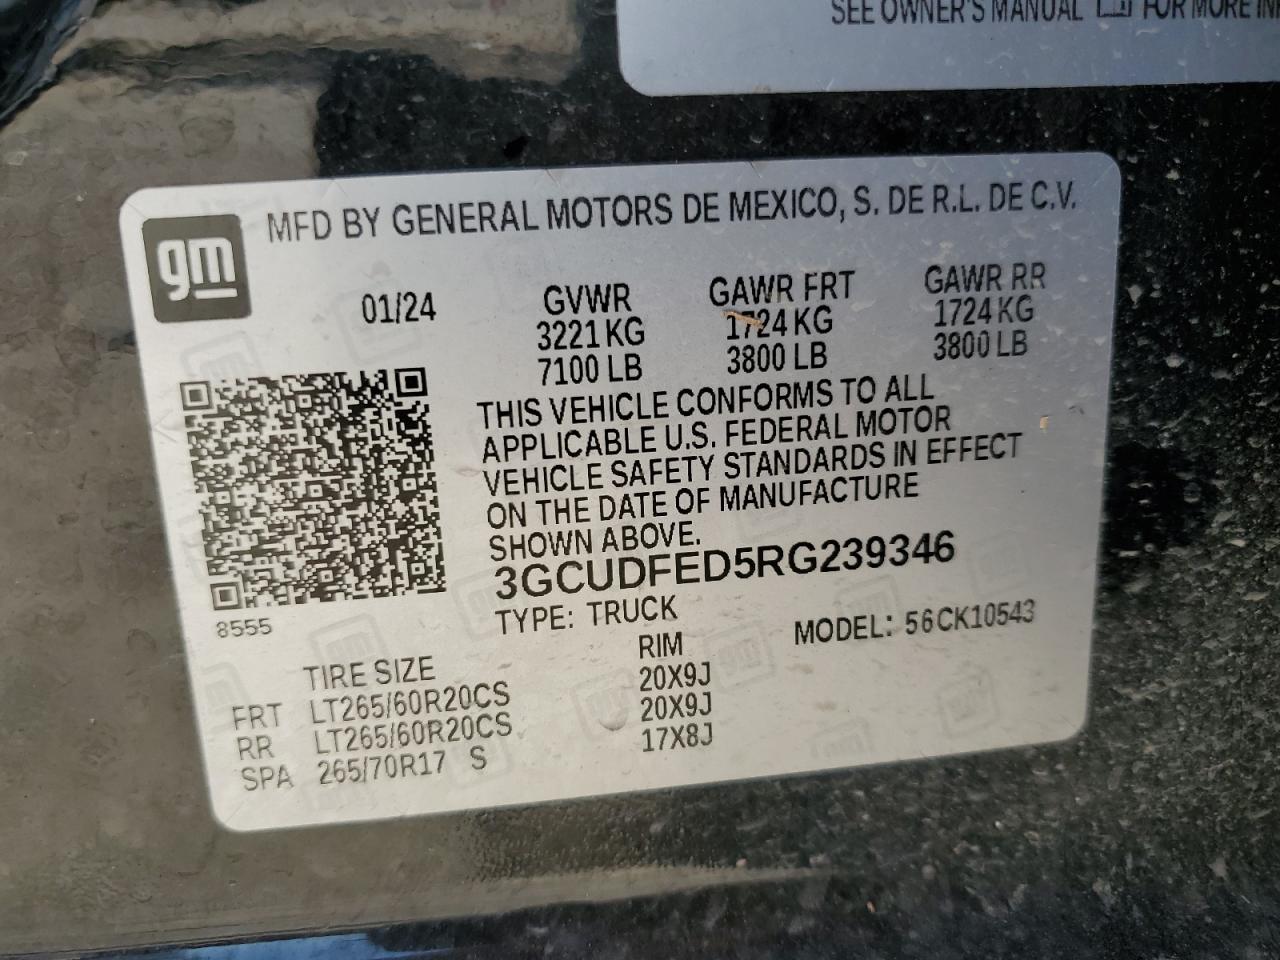 SEE OWNER'S MANUAL FOR MORE
gm
MFD BY GENERAL MOTORS DE MEXICO, S. DE R.L. DE C.V.
01/24 GVWR GAWR FRT GAWR RR
3221 KG 1724 KG 1724 KG
7100 LB 3800 LB 3800 LB
THIS VEHICLE CONFORMS TO ALL
APPLICABLE U.S. FEDERAL MOTOR
VEHICLE SAFETY STANDARDS IN EFFECT
ON THE DATE OF MANUFACTURE
SHOWN ABOVE.
3GCUDFED5RG239346
8555
TYPE: TRUCK MODEL: 56CK10543
TIRE SIZE RIM
FRT LT265/60R20CS 20X9J
RR LT265/60R20CS 20X9J
SPA 265/70R17 S 17X8J